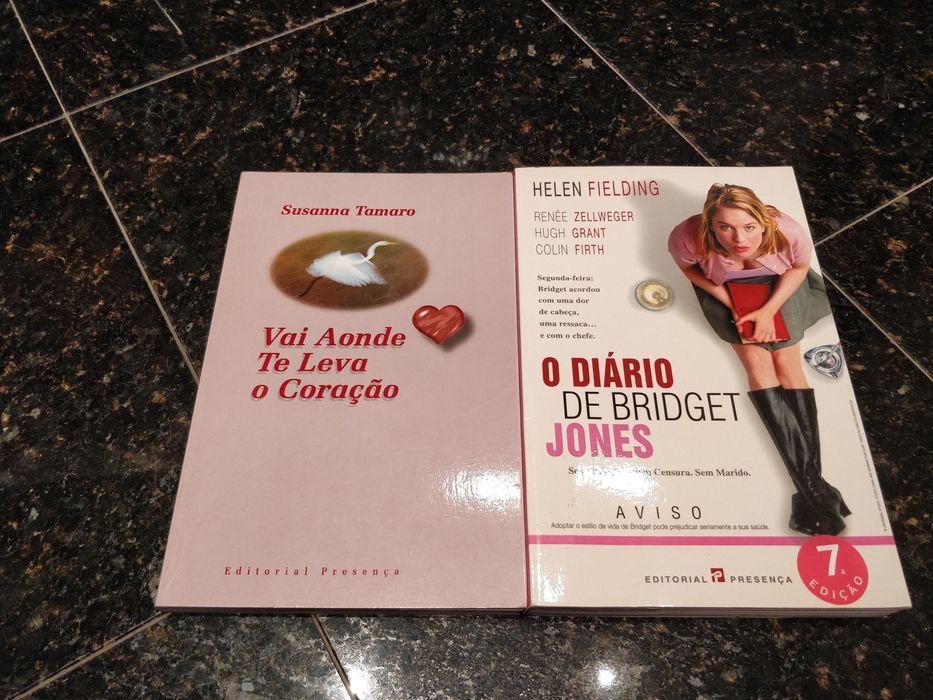 Susanna Tamaro
Vai Aonde
Te Leva
o Coração
Editorial Presença
HELEN FIELDING
RENÉE ZELLWEGER
HUGH GRANT
COLIN FIRTH
Segunda-feira:
Bridget acordou
com uma dor
de cabeça,
uma ressaca...
e com o chefe.
O DIÁRIO
DE BRIDGET
JONES
Censura. Sem Marido.
AVISO
Adoptar o estilo de vida de Bridget pode prejudicar seriamente a sua saúde.
EDITORIAL PRESENÇA
7ª
EDIÇÃO